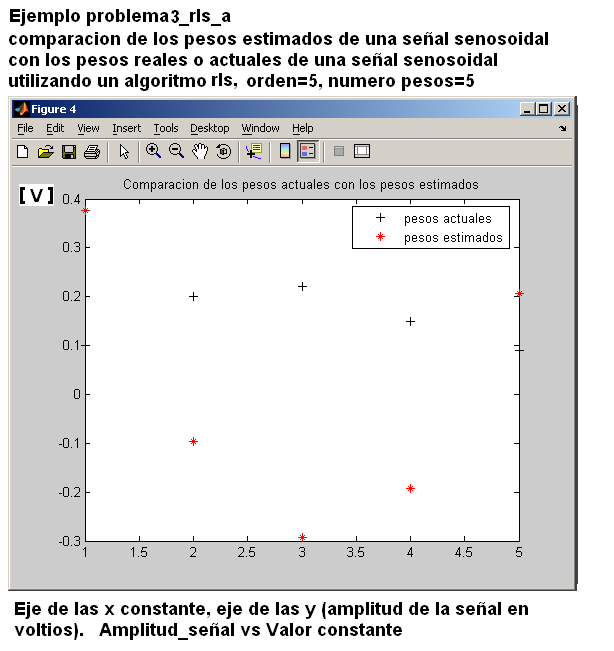 Ejemplo problema3_rls_a
comparacion de los pesos estimados de una señal senosoidal
con los pesos reales o actuales de una señal senosoidal
utilizando un algoritmo rls, orden=5, numero pesos=5
Figure 4
File Edit View Insert Tools Desktop Window Help
Comparacion de los pesos actuales con los pesos estimados
[V]
0.4
0.3
0.2
0.1
0
-0.1
-0.2
-0.3
pesos actuales
pesos estimados
1 1.5 2 2.5 3 3.5 4 4.5 5
Eje de las x constante, eje de las y (amplitud de la señal en
voltios). Amplitud_señal vs Valor constante